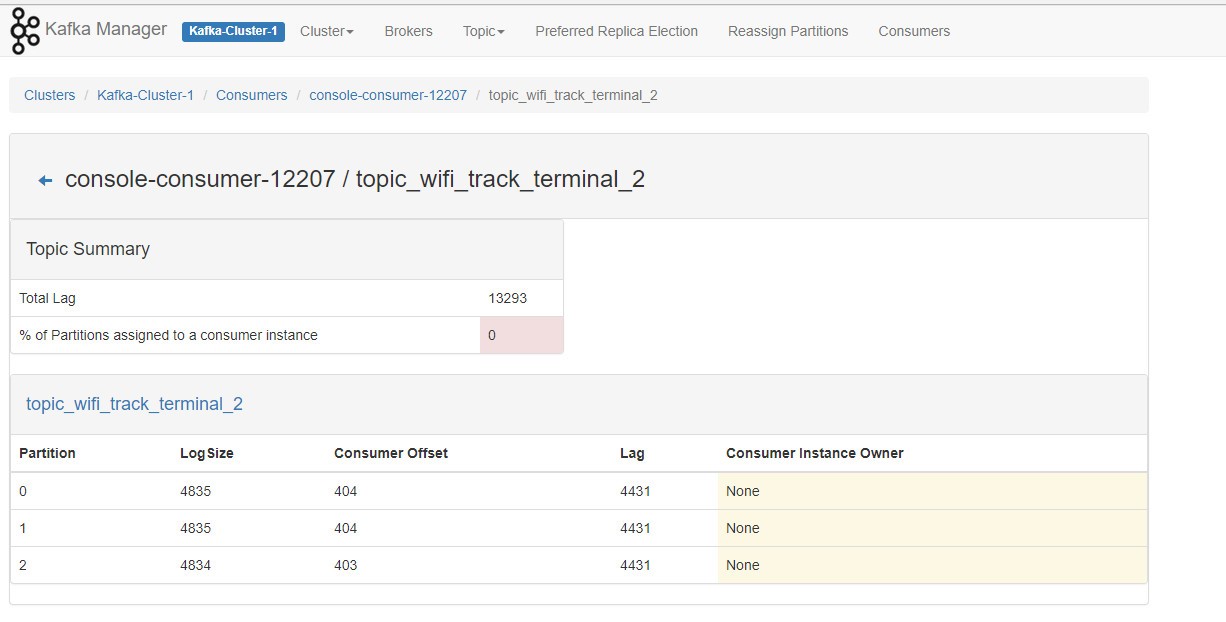 Kafka Manager Kafka-Cluster-1 Cluster Brokers Topic Preferred Replica Election Reassign Partitions Consumers
Clusters / Kafka-Cluster-1 / Consumers / console-consumer-12207 / topic_wifi_track_terminal_2
console-consumer-12207 / topic_wifi_track_terminal_2
Topic Summary
Total Lag 13293
% of Partitions assigned to a consumer instance 0
topic_wifi_track_terminal_2
Partition LogSize Consumer Offset Lag Consumer Instance Owner
0 4835 404 4431 None
1 4835 404 4431 None
2 4834 403 4431 None